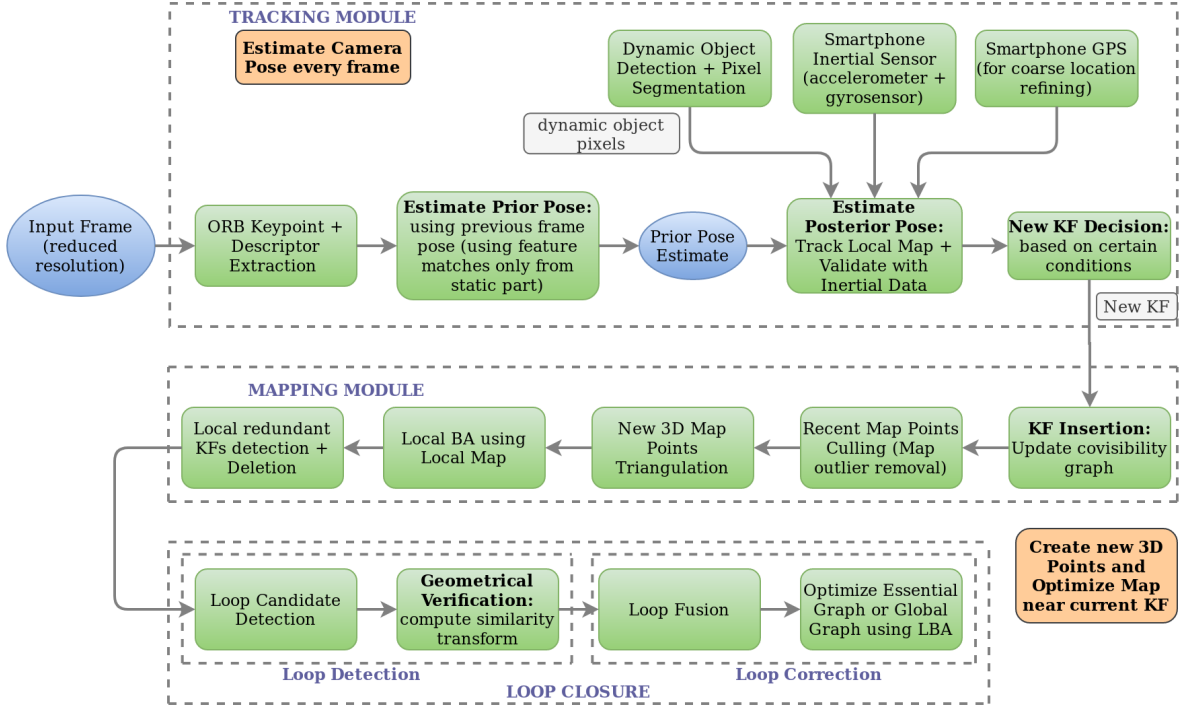 TRACKING MODULE
Estimate Camera
Pose every frame
Dynamic Object
Detection + Pixel
Segmentation
Smartphone
Inertial Sensor
(accelerometer +
gyrosensor)
Smartphone GPS
(for coarse location
refining)
dynamic object
pixels
Input Frame
(reduced
resolution)
ORB Keypoint +
Descriptor
Extraction
Estimate Prior Pose:
using previous frame
pose (using feature
matches only from
static part)
Prior Pose
Estimate
Estimate
Posterior Pose:
Track Local Map +
Validate with
Inertial Data
New KF Decision:
based on certain
conditions
New KF
MAPPING MODULE
Local redundant
KFs detection +
Deletion
Local BA using
Local Map
New 3D Map
Points
Triangulation
Recent Map Points
Culling (Map
outlier removal)
KF Insertion:
Update covisibility
graph
Create new 3D
Points and
Optimize Map
near current KF
Loop Candidate
Detection
Geometrical
Verification:
compute similarity
transform
Loop Fusion
Optimize Essential
Graph or Global
Graph using LBA
Loop Detection
Loop Correction
LOOP CLOSURE